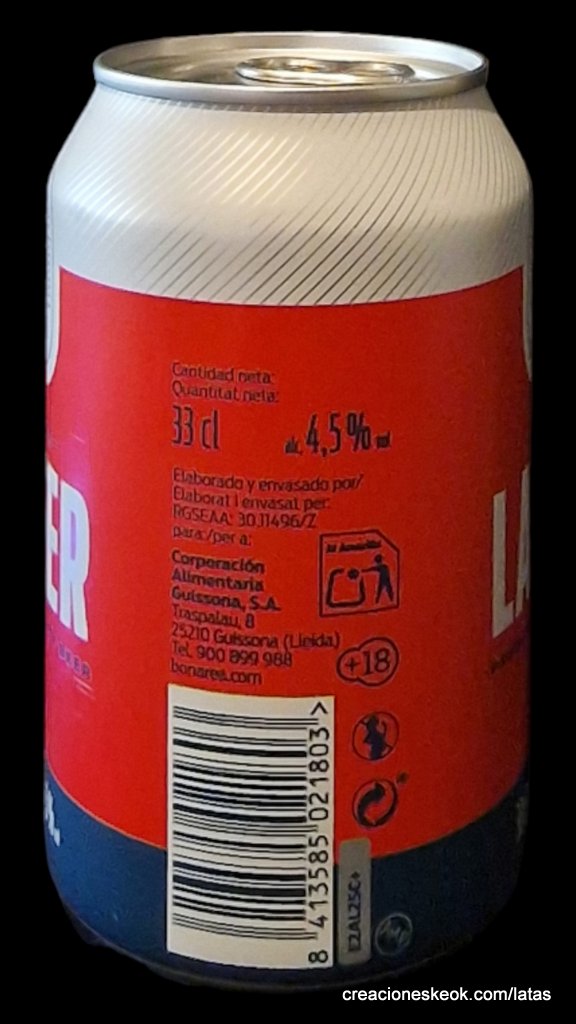 Cantidad neta:
Quantitat neta:
33 cl
alc. 4,5% vol
Elaborado y envasado por/
Elaborat i envasat per:
RGSEAA: 30.11496/Z
para:/per a:
Corporación
Alimentaria
Guissona, S.A.
Traspalau, 8
25210 Guissona (Lleida)
Tel. 900 899 988
bonarea.com
+18
8 413585 021803 >
ER
LA
creacioneskeok.com/latas